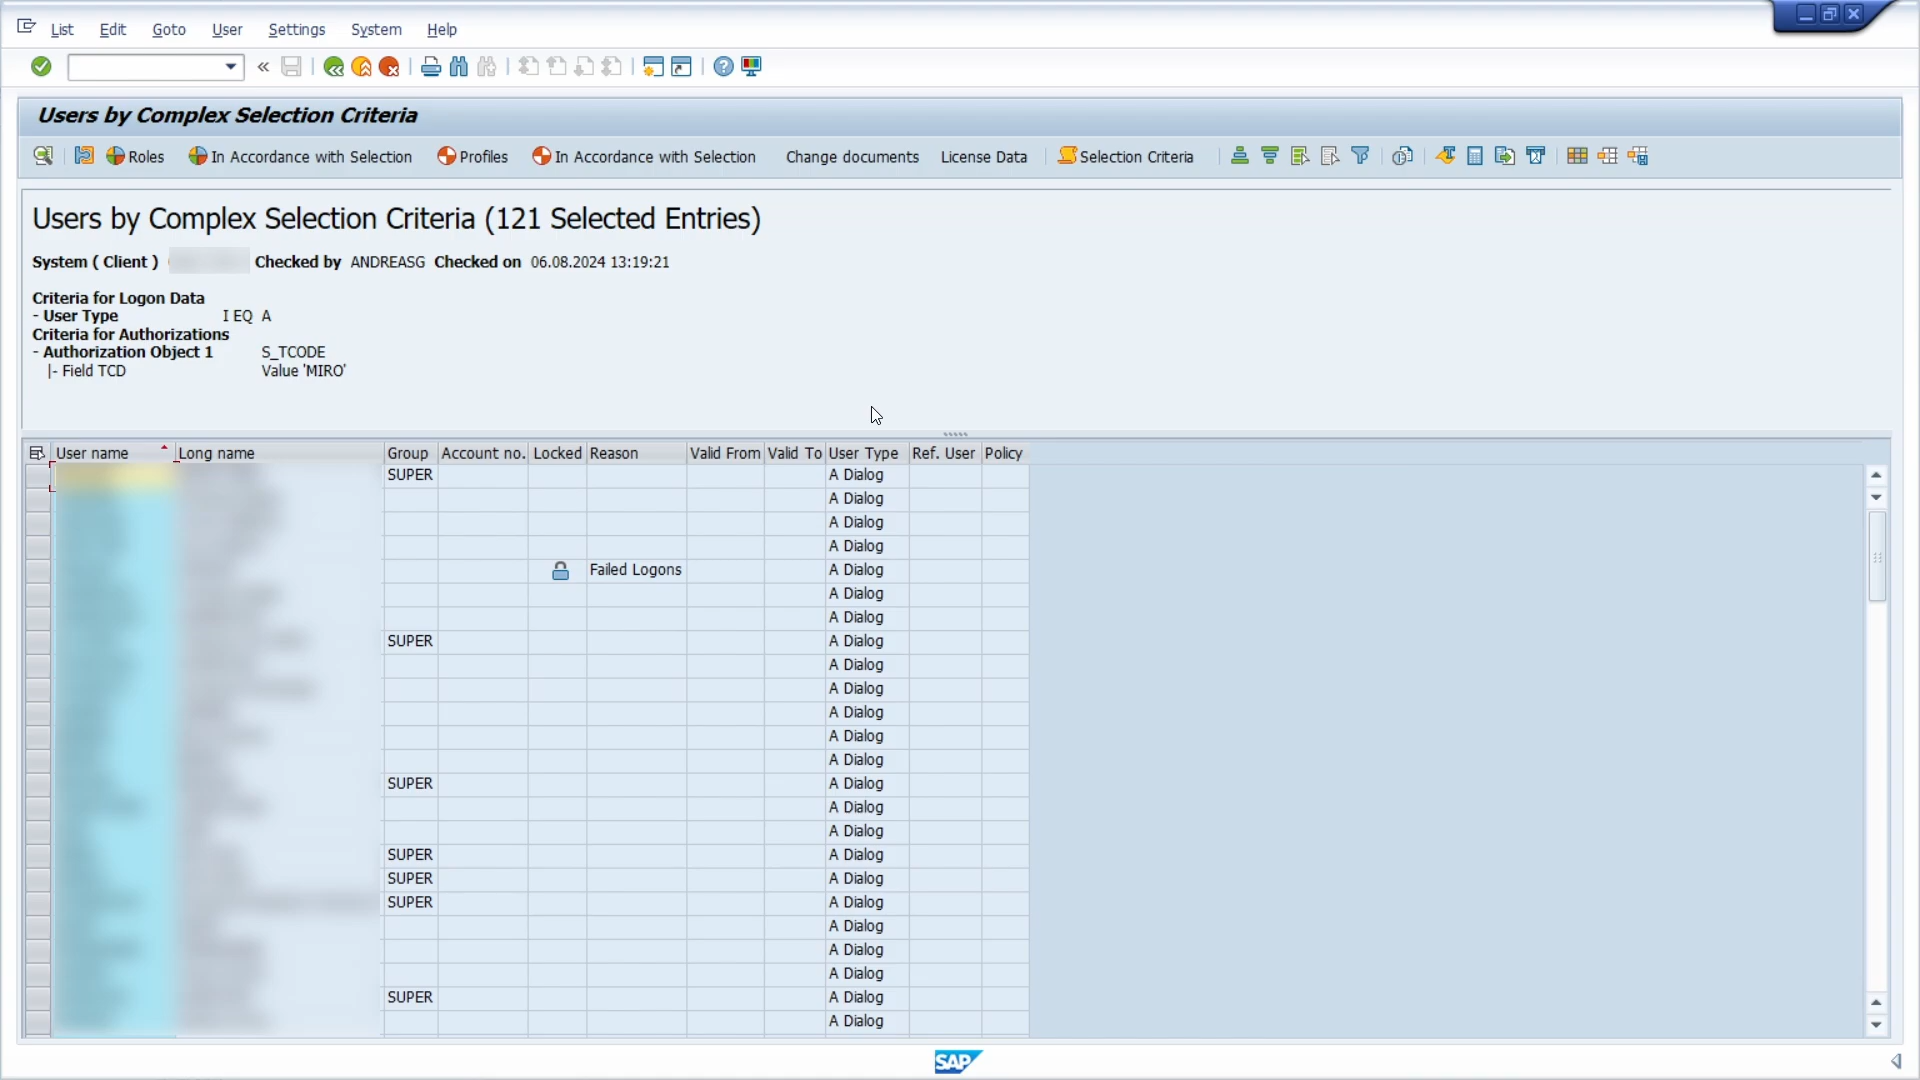 List Edit Goto User Settings System Help
Users by Complex Selection Criteria
Roles In Accordance with Selection Profiles In Accordance with Selection Change documents License Data Selection Criteria
Users by Complex Selection Criteria (121 Selected Entries)
System ( Client ) Checked by ANDREASG Checked on 06.08.2024 13:19:21
Criteria for Logon Data
- User Type I EQ A
Criteria for Authorizations
- Authorization Object 1 S_TCODE
|- Field TCD Value 'MIRO'
User name Long name Group Account no. Locked Reason Valid From Valid To User Type Ref. User Policy
SUPER A Dialog
A Dialog
A Dialog
A Dialog
Failed Logons A Dialog
A Dialog
A Dialog
SUPER A Dialog
A Dialog
A Dialog
A Dialog
A Dialog
A Dialog
SUPER A Dialog
A Dialog
A Dialog
SUPER A Dialog
SUPER A Dialog
SUPER A Dialog
A Dialog
A Dialog
A Dialog
SUPER A Dialog
A Dialog
SAP